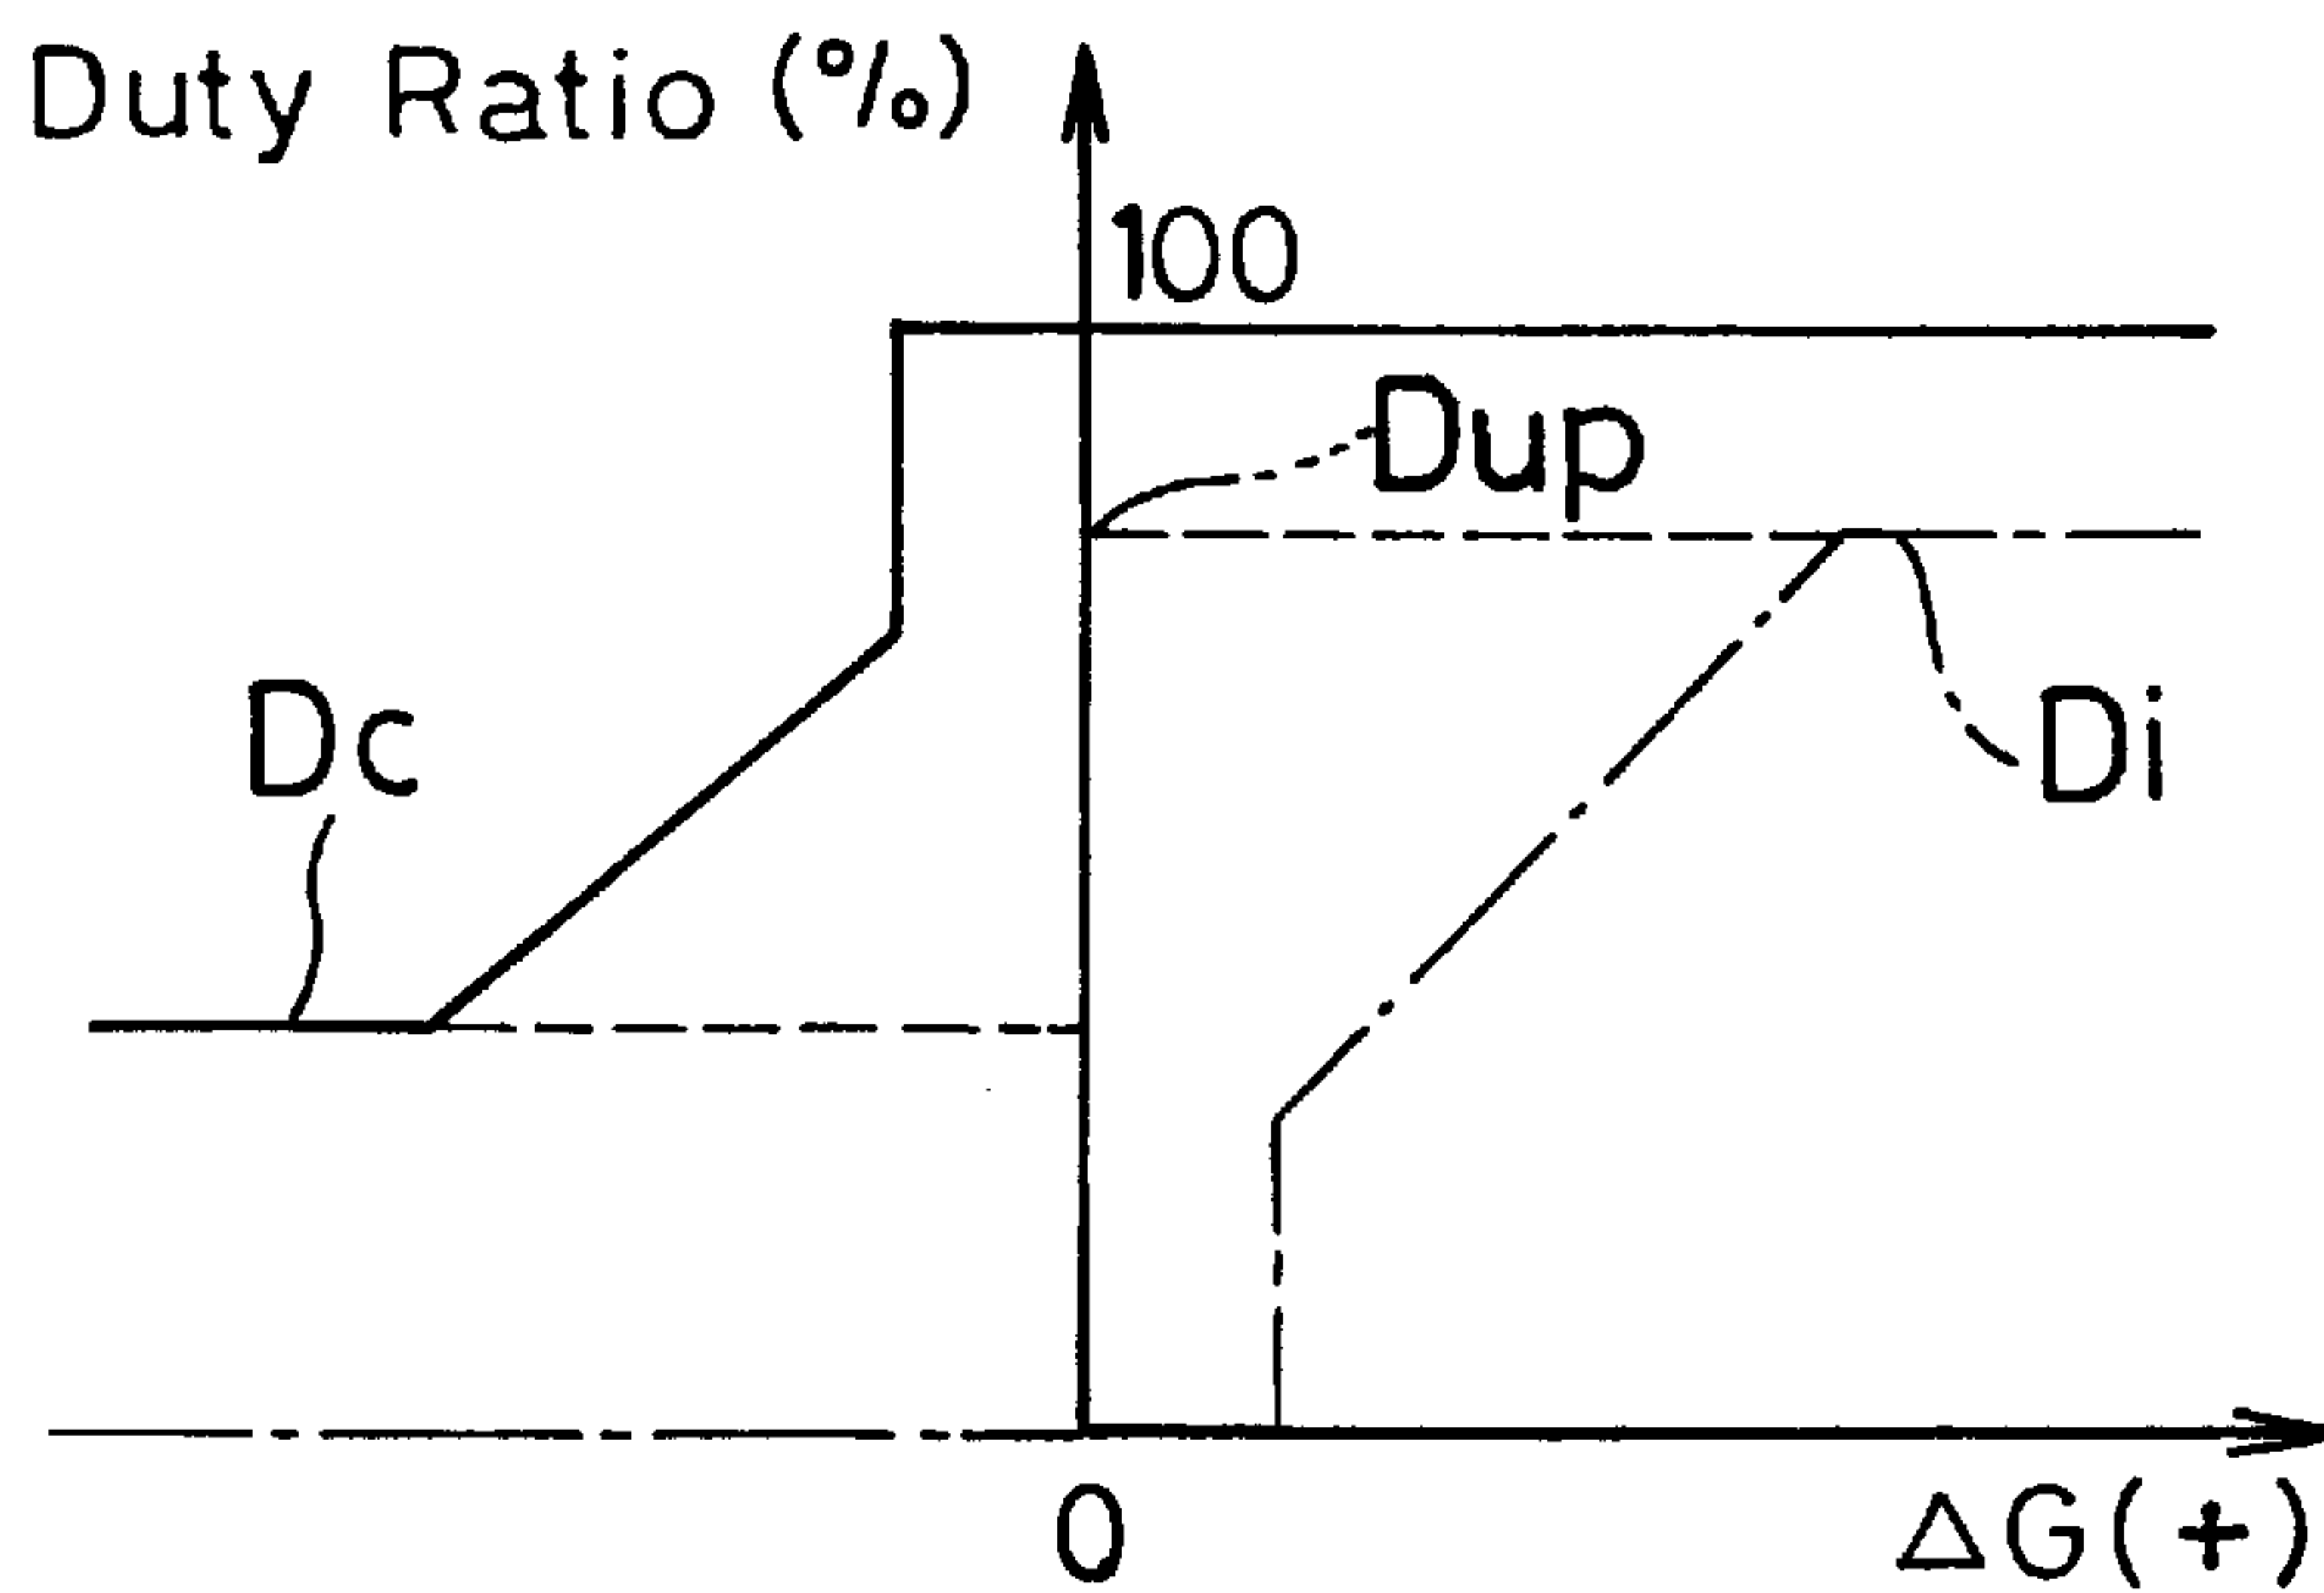 Duty Ratio (%)
100
Dup
Dc
Di
0
ΔG(+)